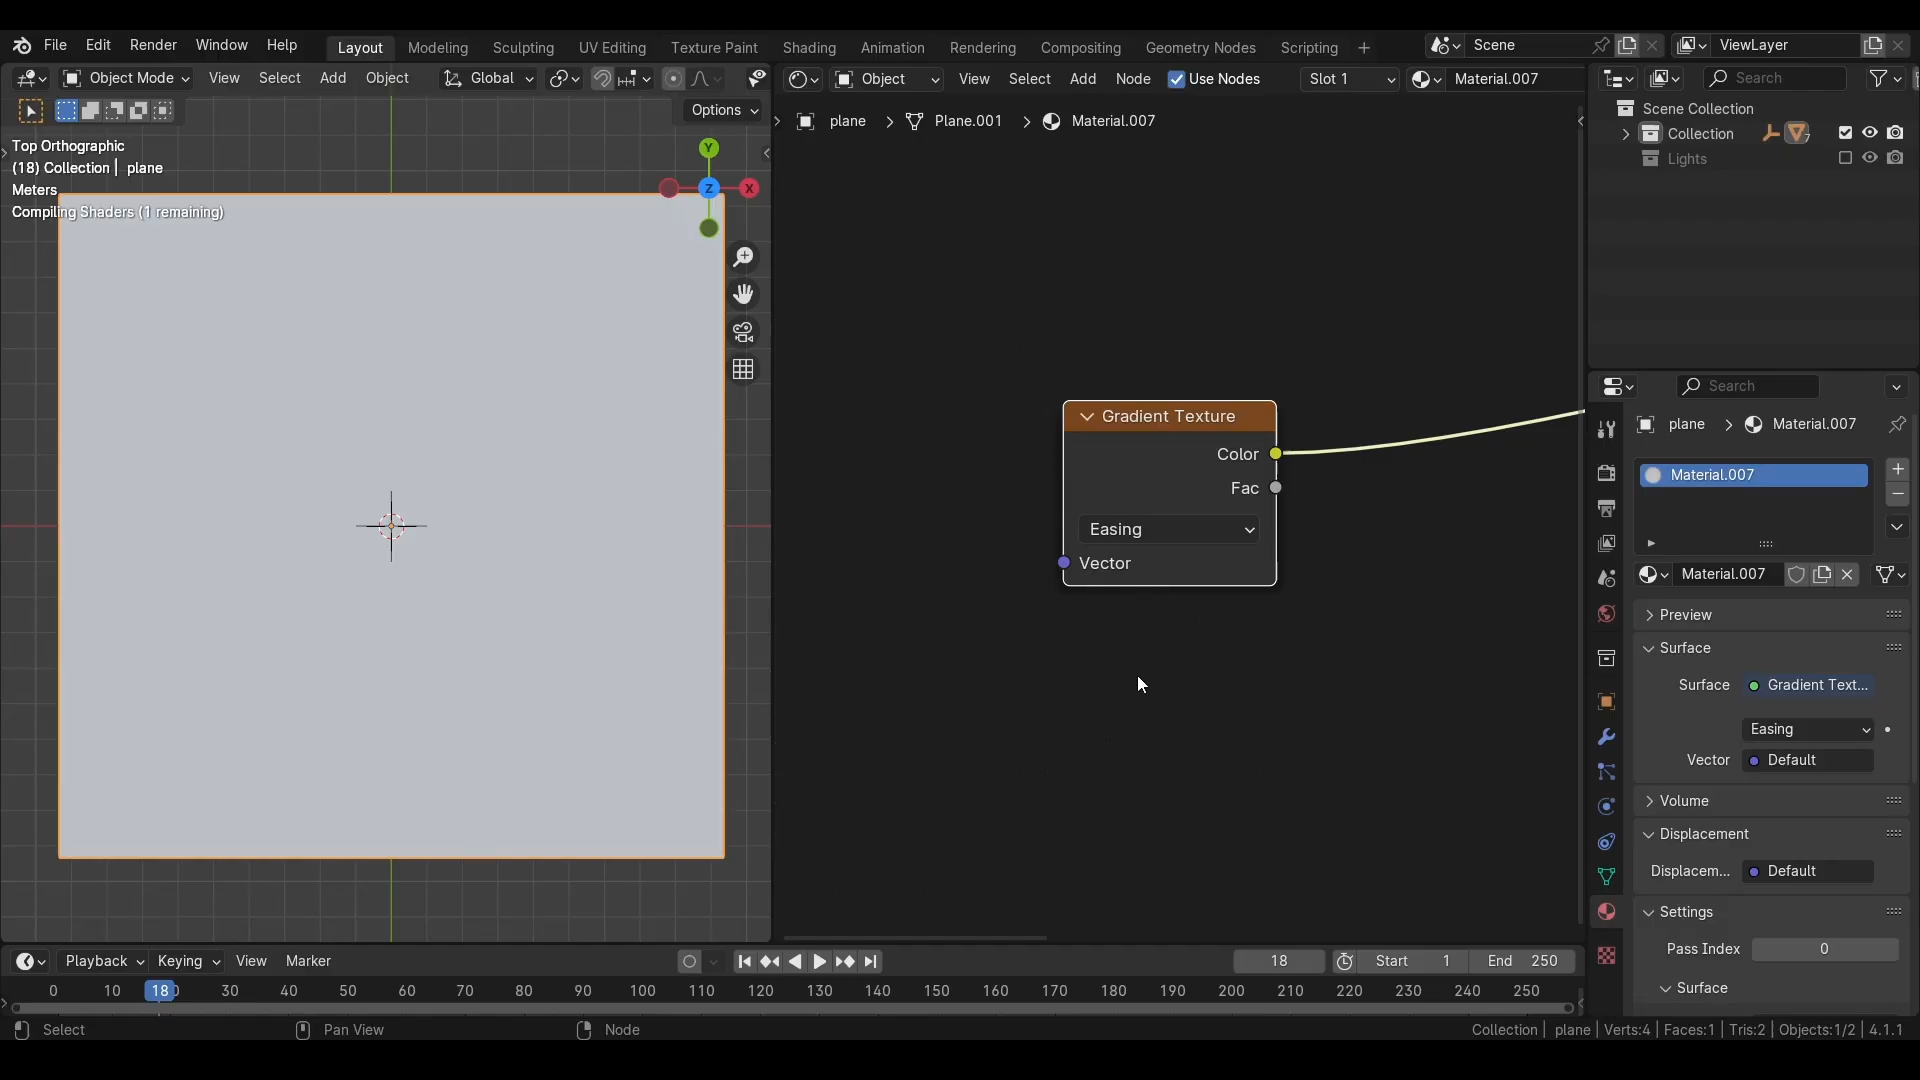 File Edit Render Window Help Layout Modeling Sculpting UV Editing Texture Paint Shading Animation Rendering Compositing Geometry Nodes Scripting + Scene ViewLayer
Object Mode View Select Add Object Global Object View Select Add Node Use Nodes Slot 1 Material.007 Search
Options
plane > Plane.001 > Material.007
Scene Collection
Collection 7
Lights
Top Orthographic
(18) Collection | plane
Meters
Compiling Shaders (1 remaining)
Y
Z
X
Gradient Texture
Color
Fac
Easing
Vector
Search
plane > Material.007
Material.007
Material.007
Preview
Surface
Surface Gradient Text...
Easing
Vector Default
Volume
Displacement
Displacem... Default
Settings
Pass Index 0
Surface
Playback Keying View Marker 18 Start 1 End 250
0 10 18 30 40 50 60 70 80 90 100 110 120 130 140 150 160 170 180 190 200 210 220 230 240 250
Select Pan View Node Collection | plane | Verts:4 | Faces:1 | Tris:2 | Objects:1/2 | 4.1.1